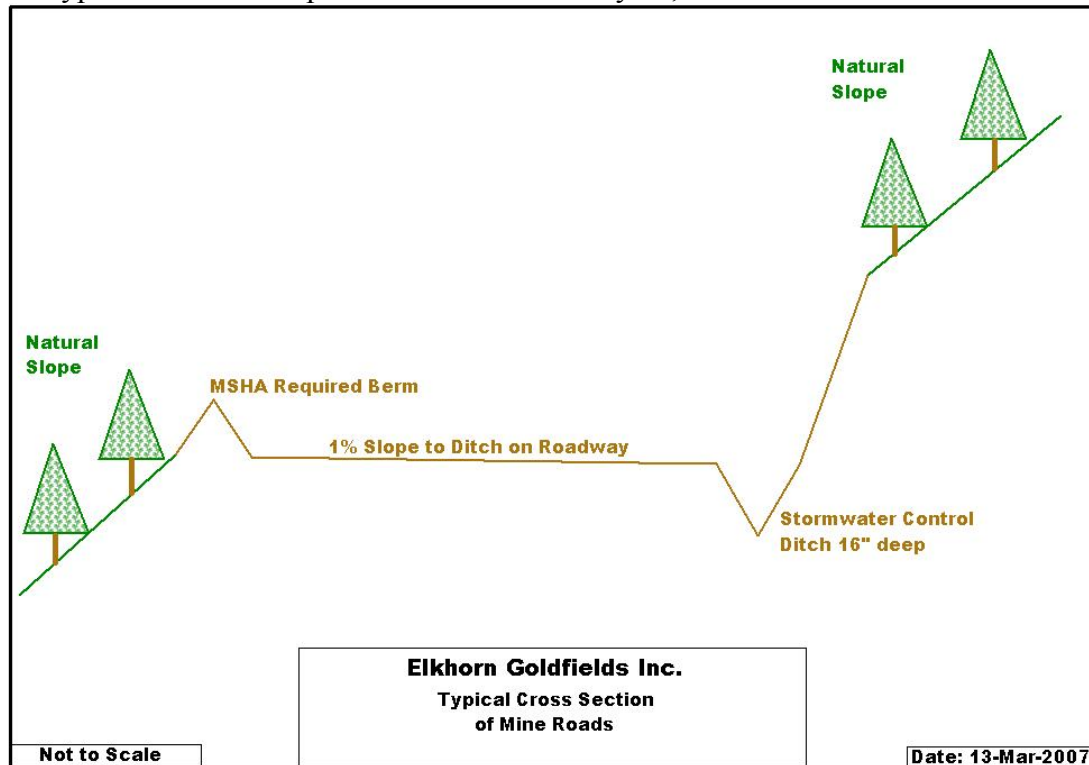 Natural
Slope
Natural
Slope
MSHA Required Berm
1% Slope to Ditch on Roadway
Stormwater Control
Ditch 16" deep
Elkhorn Goldfields Inc.
Typical Cross Section
of Mine Roads
Not to Scale
Date: 13-Mar-2007